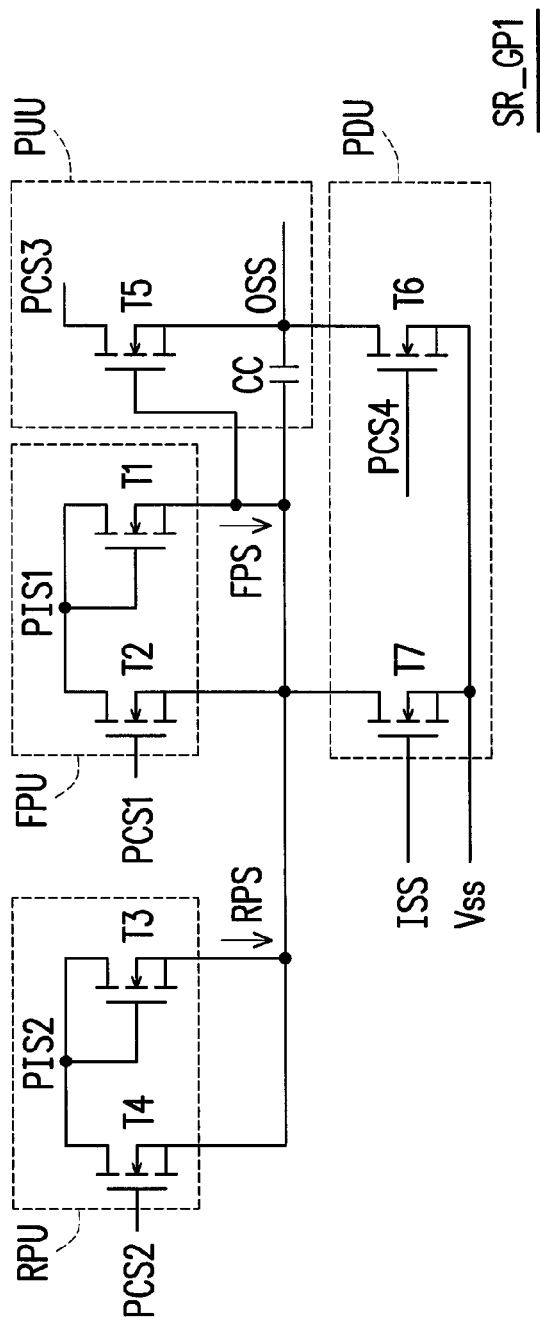 RPU
FPU
PUU
PIS2
PIS1
PCS3
T4
T3
T2
T1
T5
PCS2
PCS1
RPS
FPS
CC
OSS
ISS
T7
PCS4
T6
Vss
PDU
SR_GP1